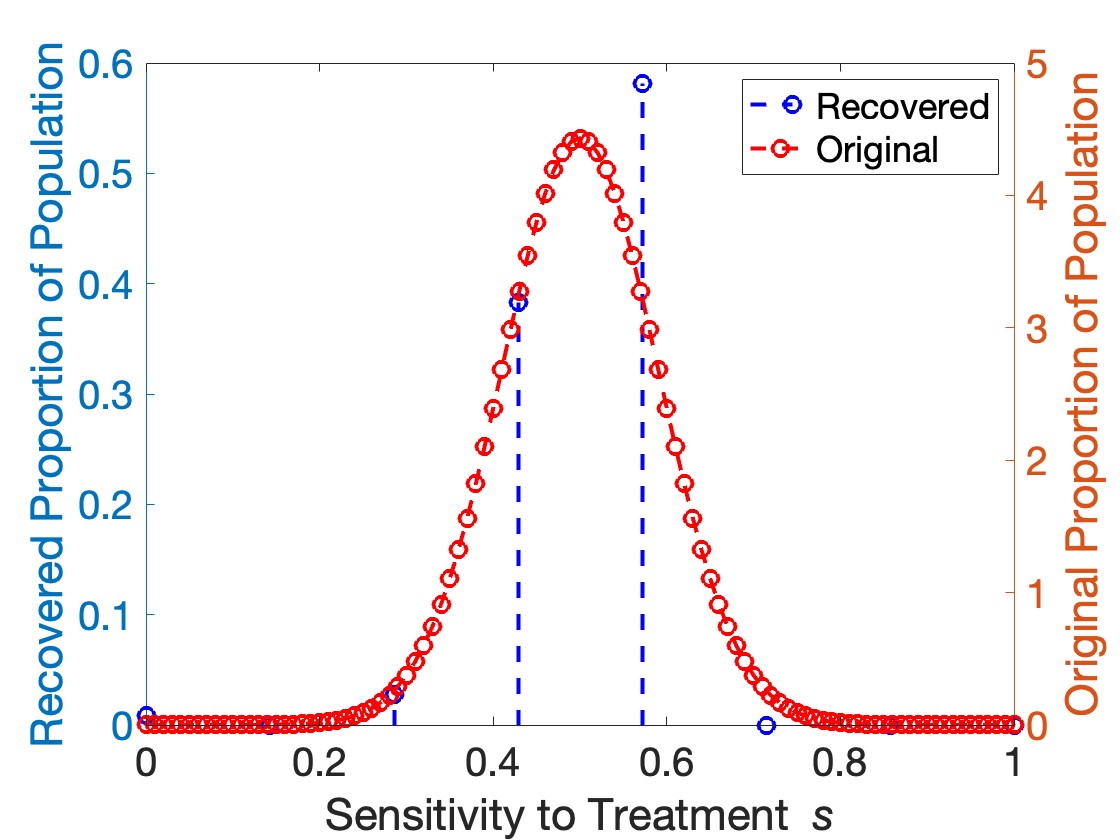 Recovered Proportion of Population
0.6
0.5
0.4
0.3
0.2
0.1
0
Recovered
Original
5
4
3
2
1
0
Original Proportion of Population
0 0.2 0.4 0.6 0.8 1
Sensitivity to Treatment s